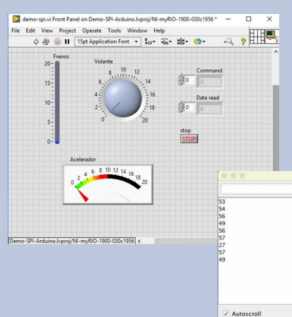 demo-spi.vi Front Panel on Demo-SPI-Arduino.lvproj/NI-myRIO-1900-030c1956 *
File Edit View Project Operate Tools Window Help
15pt Application Font
Frenos
20
15
10
5
0
Volante
0 2 4 6 8 10 12 14 16 18 20
Command
0
0
Data read
0
0
stop
STOP
Acelerador
0 2 4 6 8 10 12 14 16 18 20
Demo-SPI-Arduino.lvproj/NI-myRIO-1900-030c1956
53
54
56
49
56
57
27
57
49
Autoscroll